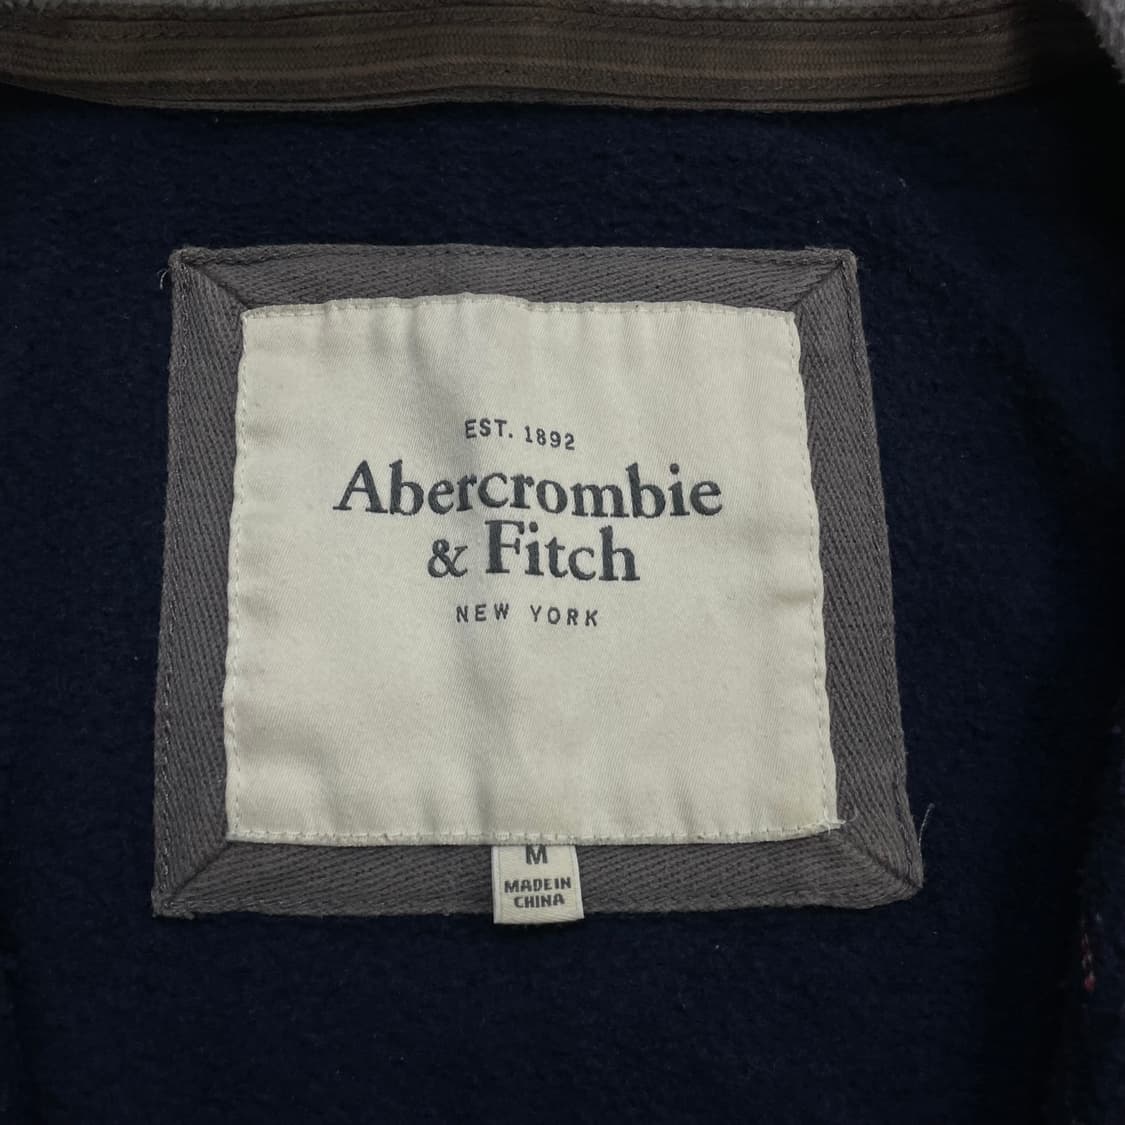 EST. 1892
Abercrombie
& Fitch
NEW YORK
M
MADE IN
CHINA